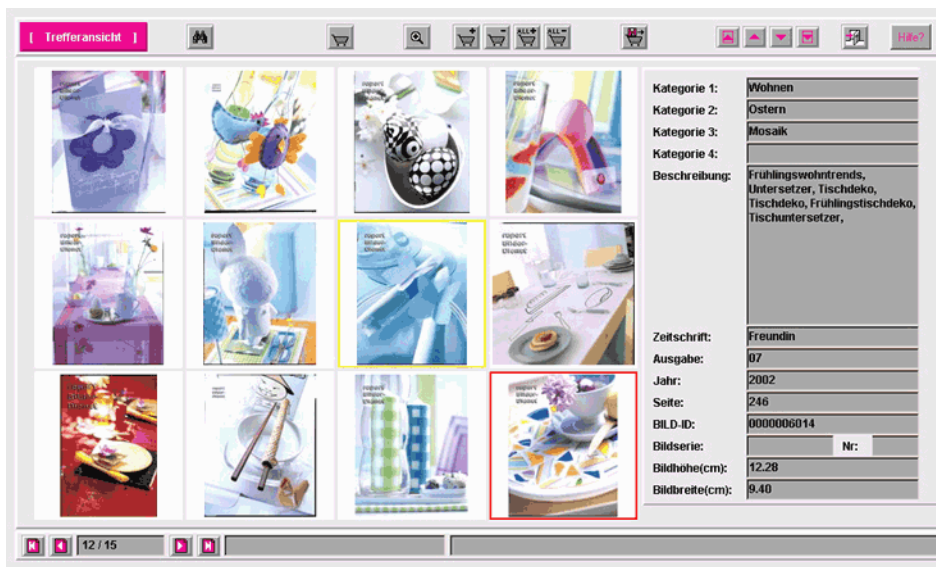 [ Trefferansicht ]
ALL+
ALL-
Hilfe?
Kategorie 1: Wohnen
Kategorie 2: Ostern
Kategorie 3: Mosaik
Kategorie 4:
Beschreibung: Frühlingswohntrends,
Untersetzer, Tischdeko,
Tischdeko, Frühlingstischdeko,
Tischuntersetzer,
Zeitschrift: Freundin
Ausgabe: 07
Jahr: 2002
Seite: 246
BILD-ID: 0000006014
Bildserie: Nr:
Bildhöhe(cm): 12.28
Bildbreite(cm): 9.40
12 / 15